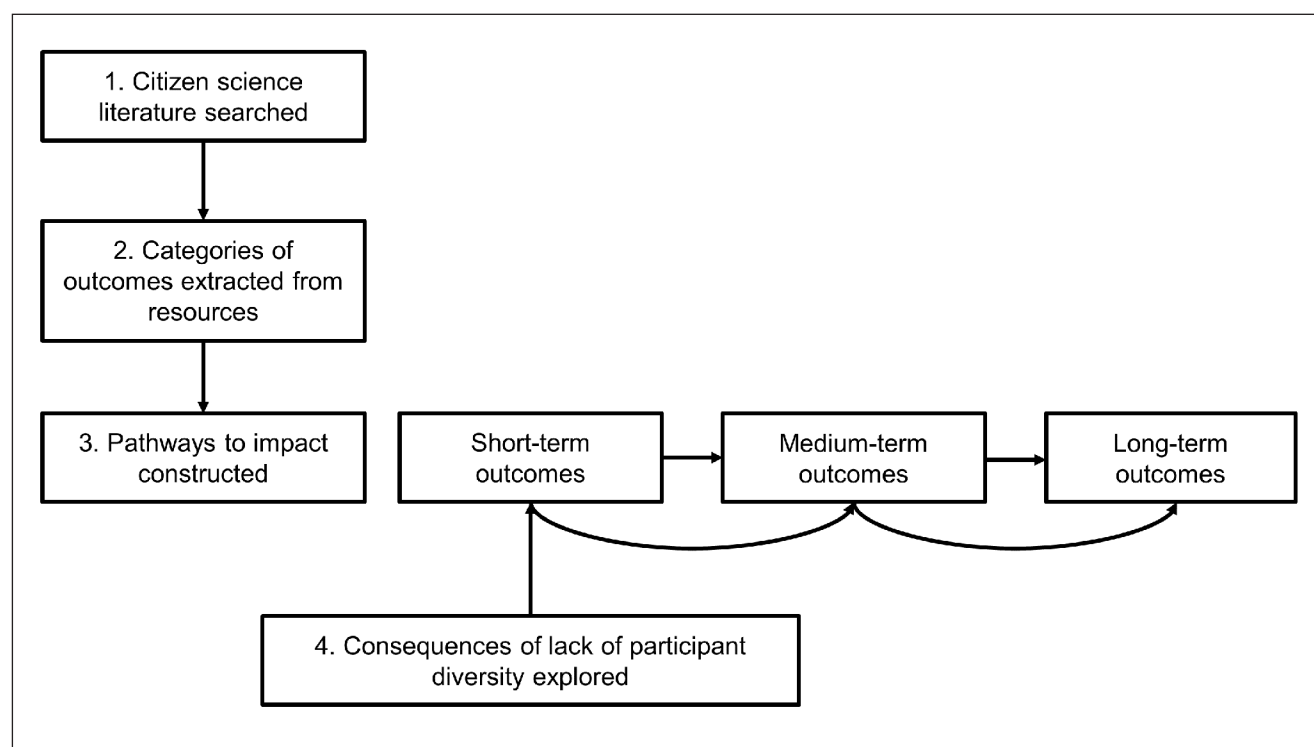 1. Citizen science
literature searched
2. Categories of
outcomes extracted from
resources
3. Pathways to impact
constructed
Short-term
outcomes
Medium-term
outcomes
Long-term
outcomes
4. Consequences of lack of participant
diversity explored